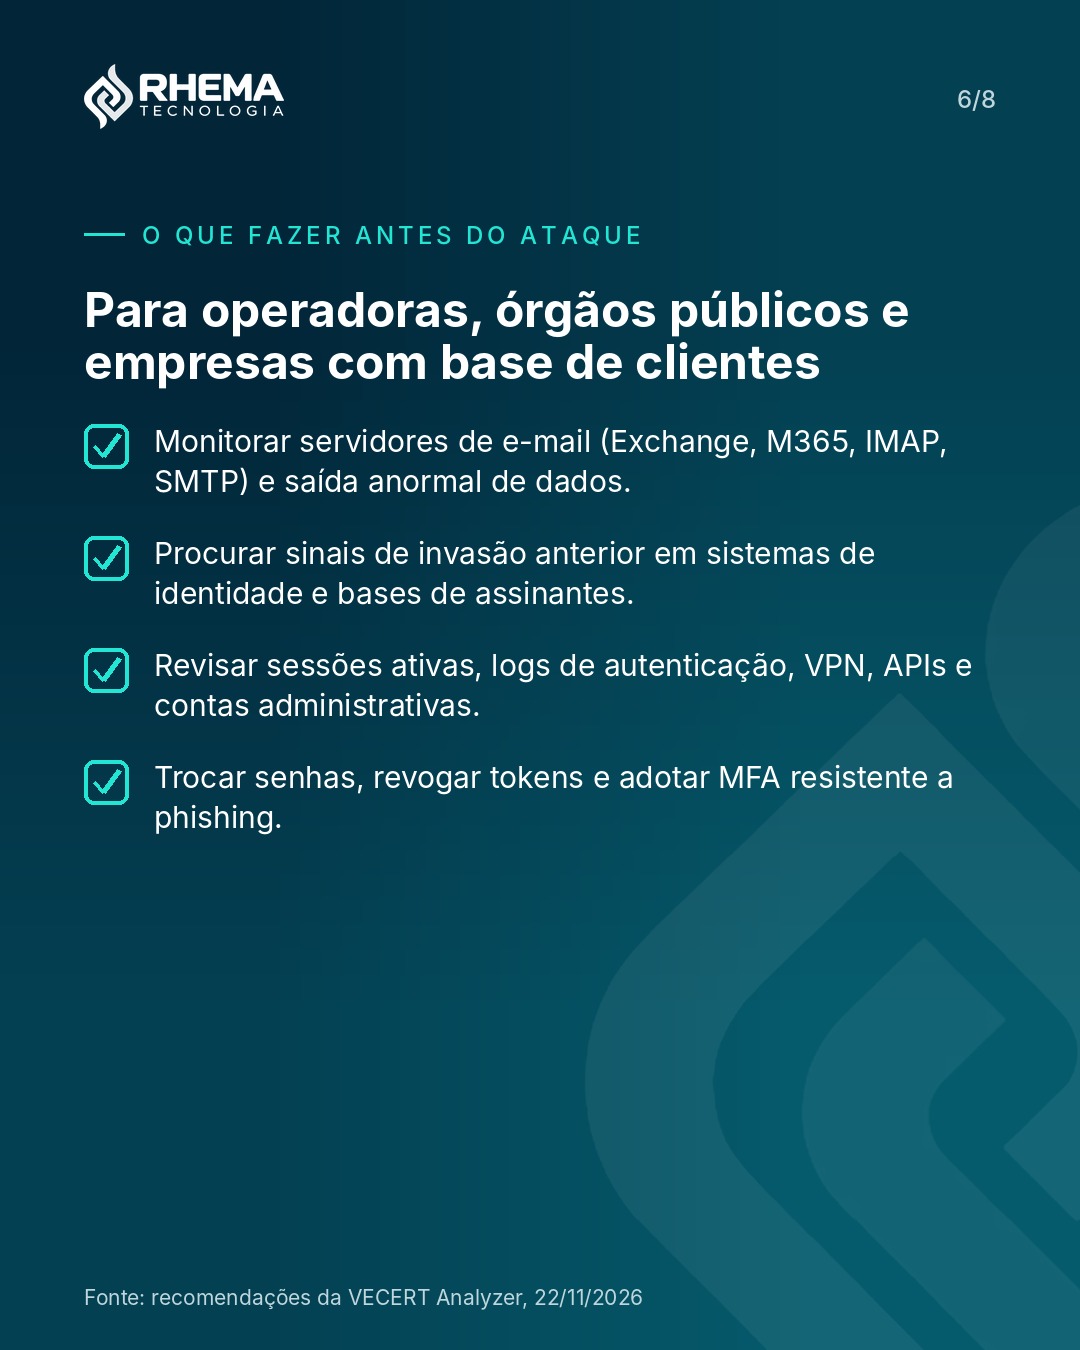 RHEMA
TECNOLOGIA
6/8
O QUE FAZER ANTES DO ATAQUE
Para operadoras, órgãos públicos e
empresas com base de clientes
Monitorar servidores de e-mail (Exchange, M365, IMAP,
SMTP) e saída anormal de dados.
Procurar sinais de invasão anterior em sistemas de
identidade e bases de assinantes.
Revisar sessões ativas, logs de autenticação, VPN, APIs e
contas administrativas.
Trocar senhas, revogar tokens e adotar MFA resistente a
phishing.
Fonte: recomendações da VECERT Analyzer, 22/11/2026